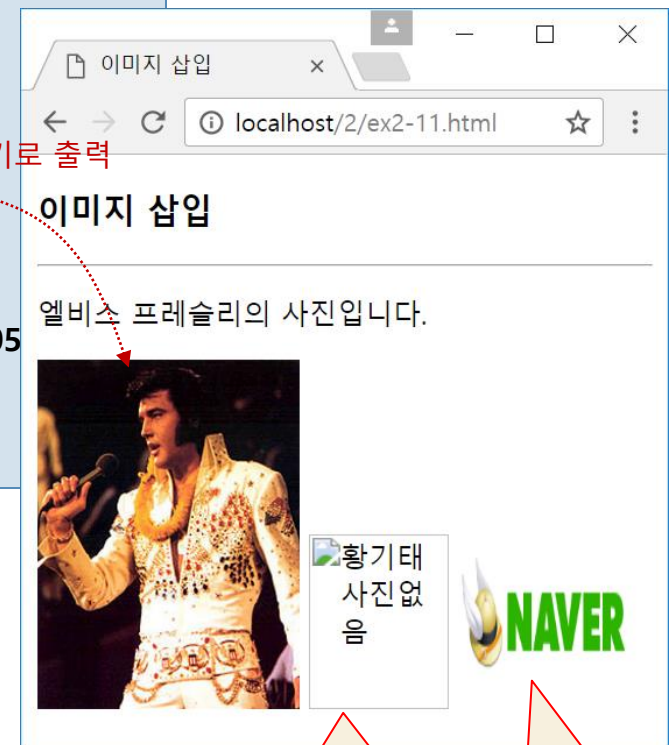 이미지 삽입
localhost/2/ex2-11.html
기로 출력
이미지 삽입
엘비스 프레슬리의 사진입니다.
95
황기태
사진없
음
NAVER